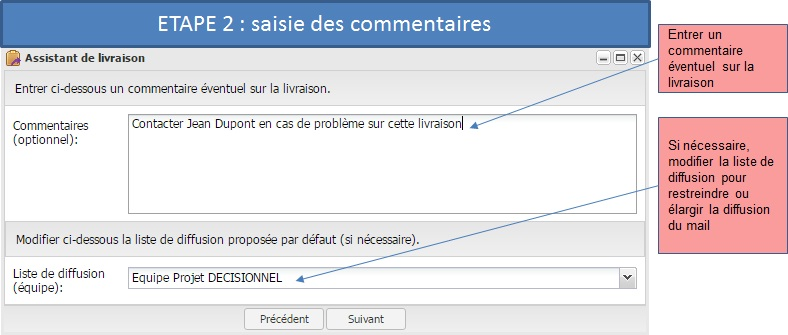 ETAPE 2 : saisie des commentaires
Assistant de livraison
Entrer ci-dessous un commentaire éventuel sur la livraison.
Commentaires
(optionnel):
Contacter Jean Dupont en cas de problème sur cette livraison
Modifier ci-dessous la liste de diffusion proposée par défaut (si nécessaire).
Liste de diffusion
(équipe):
Equipe Projet DECISIONNEL
Précédent
Suivant
Entrer un
commentaire
éventuel sur la
livraison
Si nécessaire,
modifier la liste de
diffusion pour
restreindre ou
élargir la diffusion
du mail